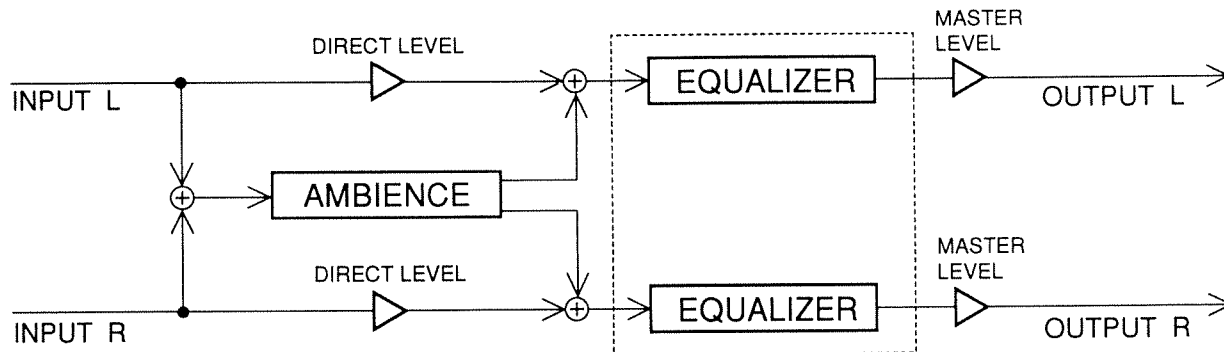 DIRECT LEVEL
MASTER
LEVEL
INPUT L
EQUALIZER
OUTPUT L
AMBIENCE
DIRECT LEVEL
MASTER
LEVEL
INPUT R
EQUALIZER
OUTPUT R